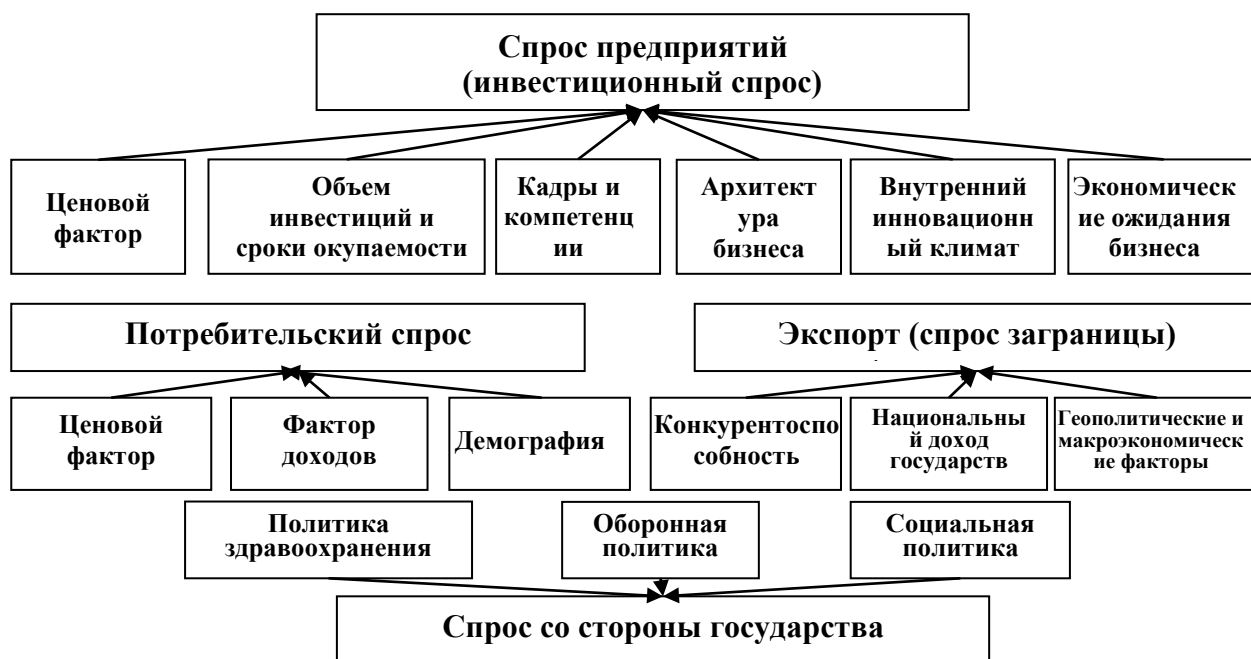 Спрос предприятий
(инвестиционный спрос)
Ценовой
фактор
Объем
инвестиций и
сроки окупаемости
Кадры и
компетенц
ии
Архитект
ура
бизнеса
Внутренний
инновационн
ый климат
Экономическ
ие ожидания
бизнеса
Потребительский спрос
Экспорт (спрос заграницы)
Ценовой
фактор
Фактор
доходов
Демография
Конкурентоспо
собность
Национальны
й доход
государств
Геополитические и
макроэкономическ
ие факторы
Политика
здравоохранения
Оборонная
политика
Социальная
политика
Спрос со стороны государства